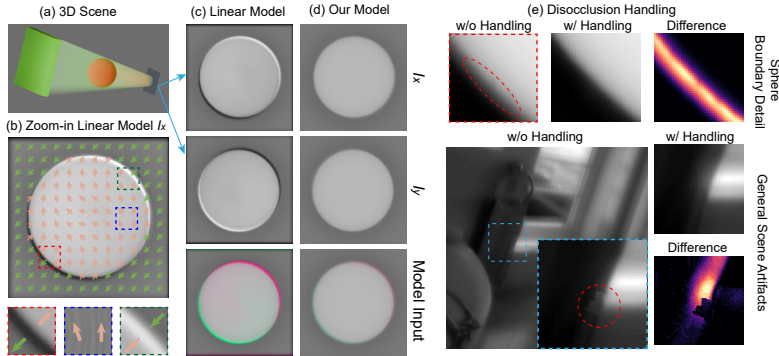 (a) 3D Scene
(b) Zoom-in Linear Model Ix
(c) Linear Model
(d) Our Model
Ix
Iy
Model Input
(e) Disocclusion Handling
w/o Handling
w/ Handling
Difference
Sphere
Boundary Detail
w/o Handling
w/ Handling
Difference
General Scene Artifacts